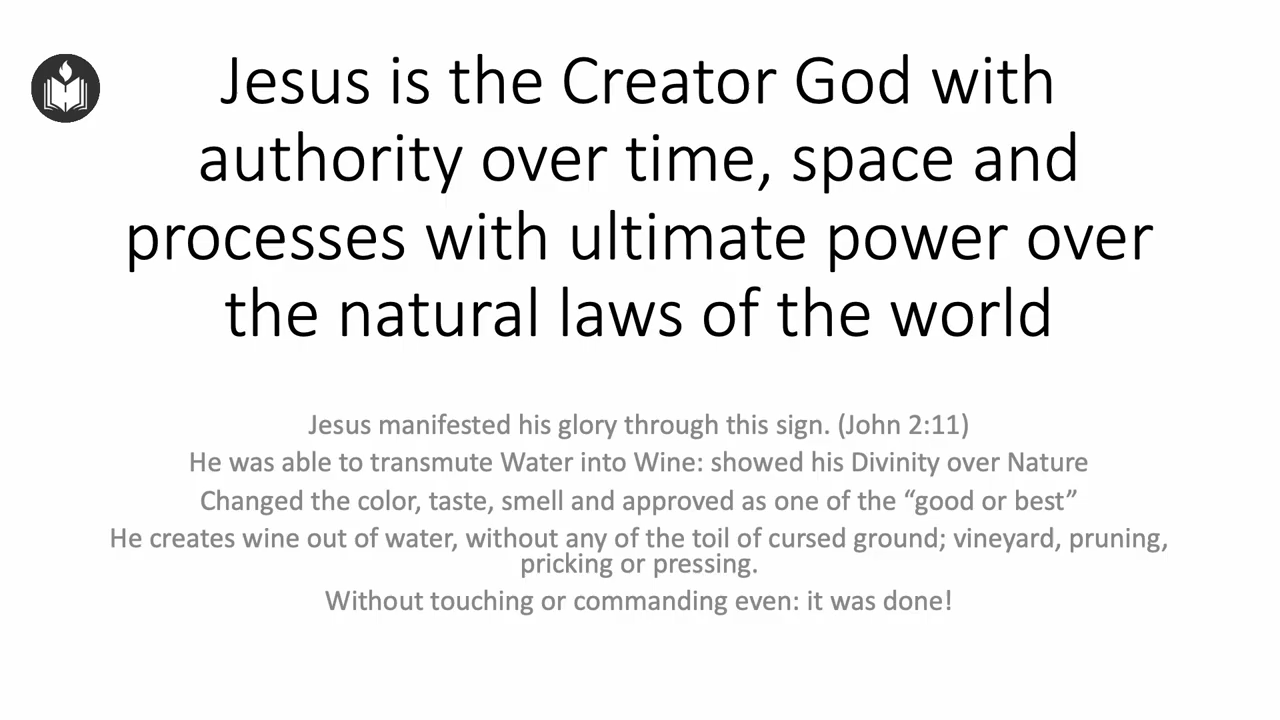 Jesus is the Creator God with
authority over time, space and
processes with ultimate power over
the natural laws of the world
Jesus manifested his glory through this sign. (John 2:11)
He was able to transmute Water into Wine: showed his Divinity over Nature
Changed the color, taste, smell and approved as one of the “good or best”
He creates wine out of water, without any of the toil of cursed ground; vineyard, pruning,
pricking or pressing.
Without touching or commanding even: it was done!